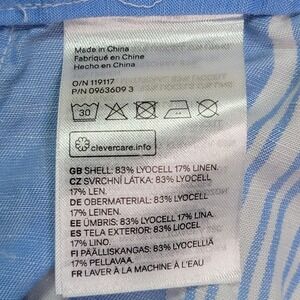 Made in China
Fabriqué en Chine
Hecho en China
O/N 119117
P/N 0963609 3
30
clevercare.info
GB SHELL: 83% LYOCELL 17% LINEN.
CZ SVRCHNÍ LÁTKA: 83% LYOCELL
17% LEN.
DE OBERMATERIAL: 83% LYOCELL
17% LEINEN.
EE ÜMBRIS: 83% LYOCELL 17% LINA.
ES TELA EXTERIOR: 83% LIOCEL
17% LINO.
FI PÄÄLLISKANGAS: 83% LYOCELLIÄ
17% PELLAVAA.
FR LAVER À LA MACHINE À L'EAU